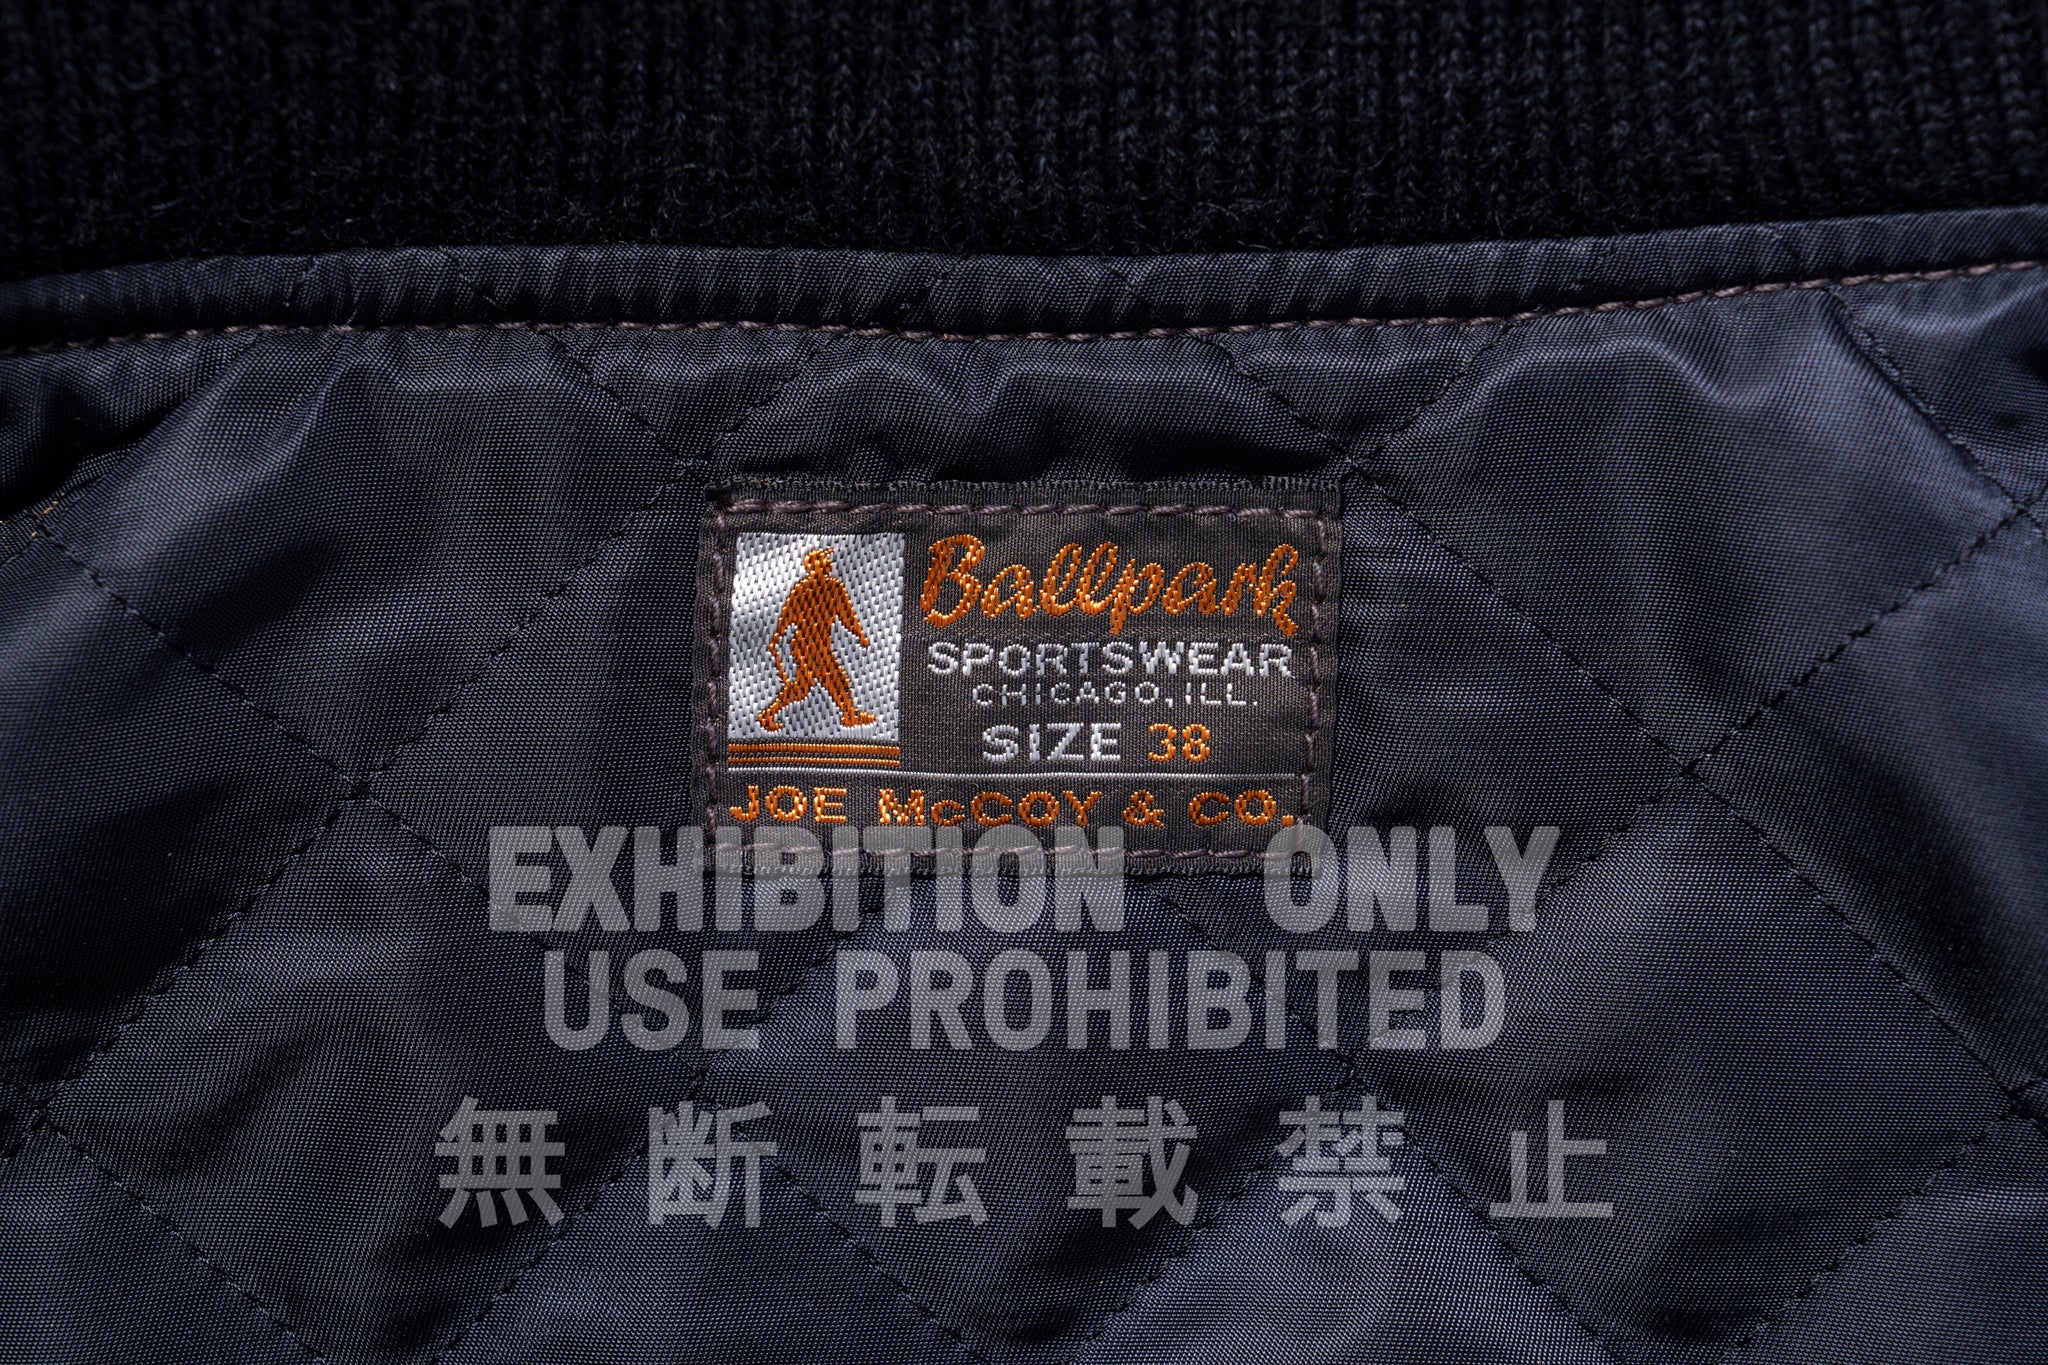 Ballpark
SPORTSWEAR
CHICAGO, ILL.
SIZE 38
JOE McCOY & CO.
EXHIBITION ONLY
USE PROHIBITED
無断転載禁止